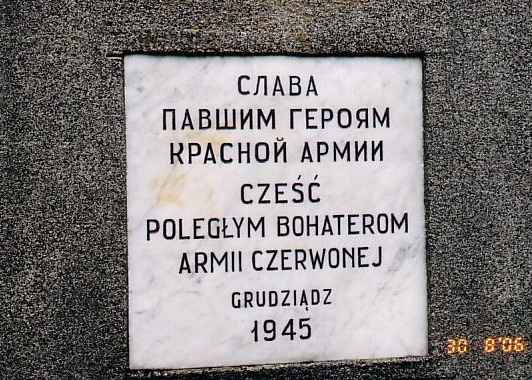 СЛАВА
ПАВШИМ ГЕРОЯМ
КРАСНОЙ АРМИИ
CZEŚĆ
POLEGŁYM BOHATEROM
ARMII CZERWONEJ
GRUDZIĄDZ
1945
30 8'06